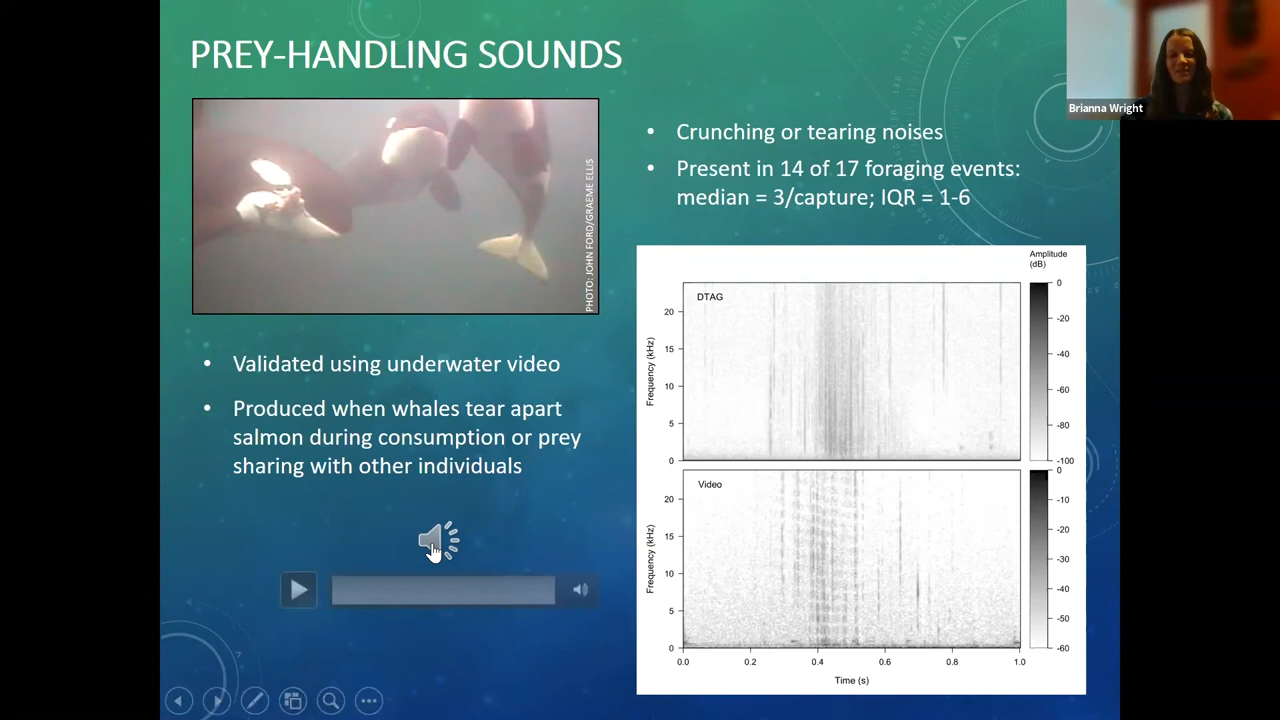 PREY-HANDLING SOUNDS
PHOTO: JOHN FORD/GRAEME ELLIS
• Validated using underwater video
• Produced when whales tear apart
salmon during consumption or prey
sharing with other individuals
Brianna Wright
• Crunching or tearing noises
• Present in 14 of 17 foraging events:
median = 3/capture; IQR = 1-6
Amplitude
(dB)
DTAG
Frequency (kHz)
20
15
10
5
0
0
-20
-40
-60
-80
-100
Video
Frequency (kHz)
20
15
10
5
0
0
-10
-20
-30
-40
-50
-60
0.0 0.2 0.4 0.6 0.8 1.0
Time (s)